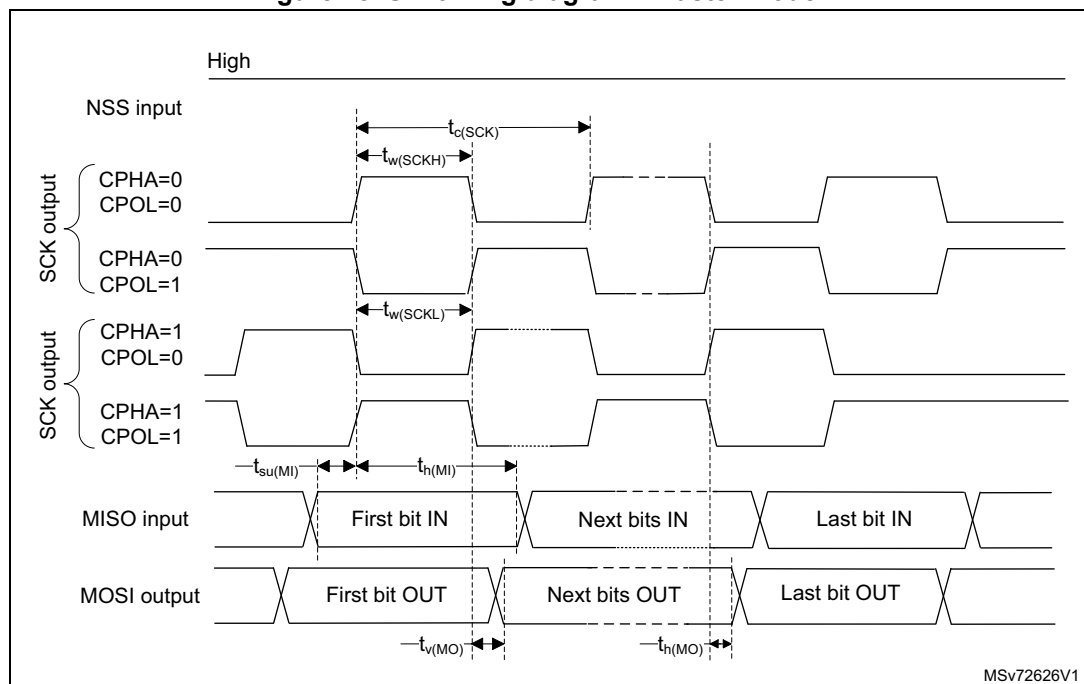 High
NSS input
tc(SCK)
tw(SCKH)
SCK output
CPHA=0
CPOL=0
CPHA=0
CPOL=1
tw(SCKL)
SCK output
CPHA=1
CPOL=0
CPHA=1
CPOL=1
tsu(MI)
th(MI)
MISO input
First bit IN
Next bits IN
Last bit IN
MOSI output
First bit OUT
Next bits OUT
Last bit OUT
tv(MO)
th(MO)
MSv72626V1